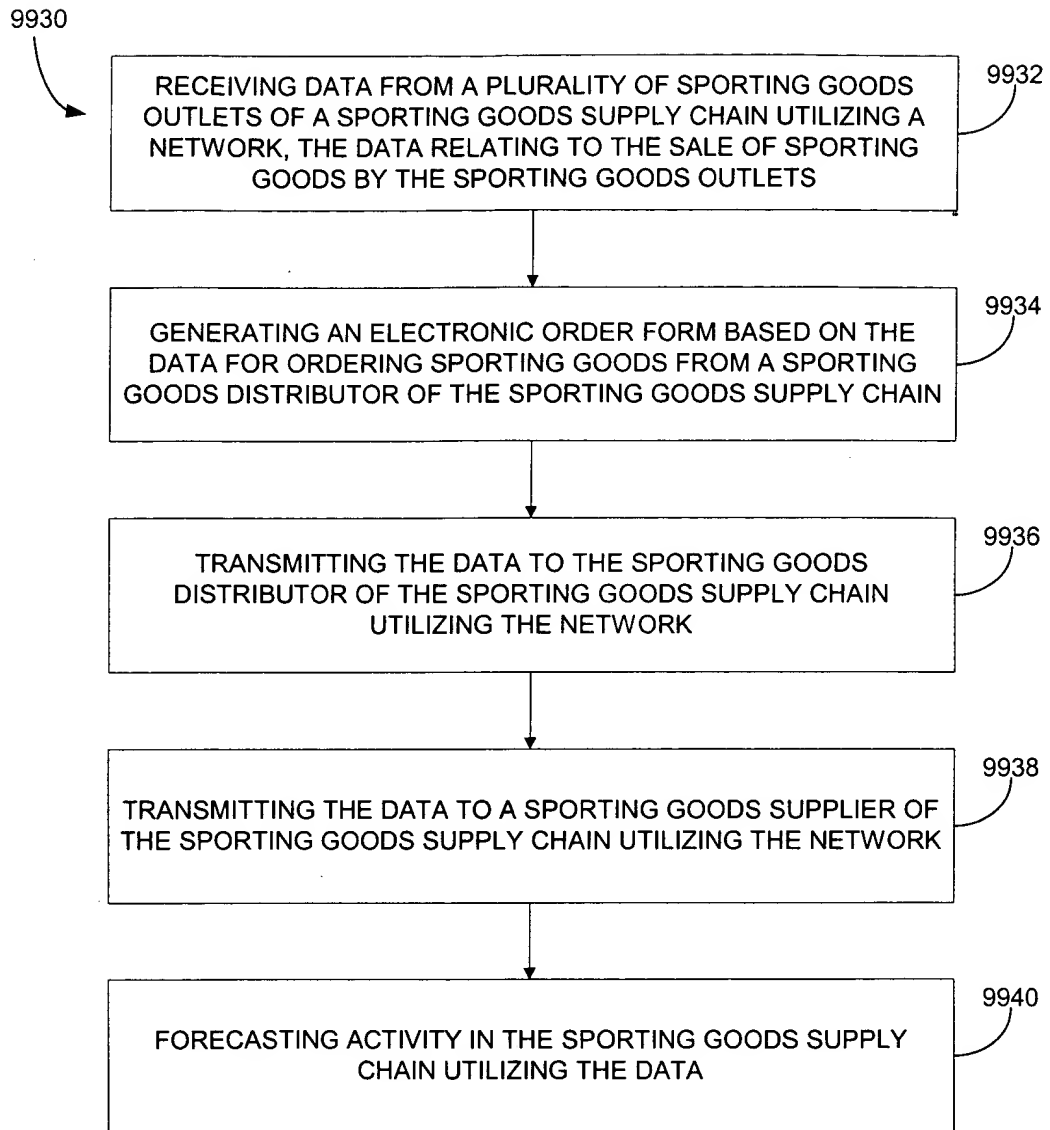 9930
RECEIVING DATA FROM A PLURALITY OF SPORTING GOODS
OUTLETS OF A SPORTING GOODS SUPPLY CHAIN UTILIZING A
NETWORK, THE DATA RELATING TO THE SALE OF SPORTING
GOODS BY THE SPORTING GOODS OUTLETS
9932
GENERATING AN ELECTRONIC ORDER FORM BASED ON THE
DATA FOR ORDERING SPORTING GOODS FROM A SPORTING
GOODS DISTRIBUTOR OF THE SPORTING GOODS SUPPLY CHAIN
9934
TRANSMITTING THE DATA TO THE SPORTING GOODS
DISTRIBUTOR OF THE SPORTING GOODS SUPPLY CHAIN
UTILIZING THE NETWORK
9936
TRANSMITTING THE DATA TO A SPORTING GOODS SUPPLIER OF
THE SPORTING GOODS SUPPLY CHAIN UTILIZING THE NETWORK
9938
FORECASTING ACTIVITY IN THE SPORTING GOODS SUPPLY
CHAIN UTILIZING THE DATA
9940